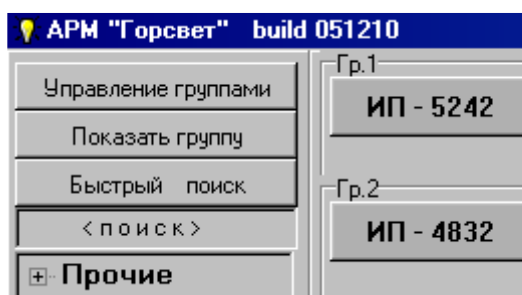 АРМ "Горсвет" build 051210
Управление группами
Показать группу
Быстрый поиск
<поиск>
Прочие
Гр.1
ИП - 5242
Гр.2
ИП - 4832